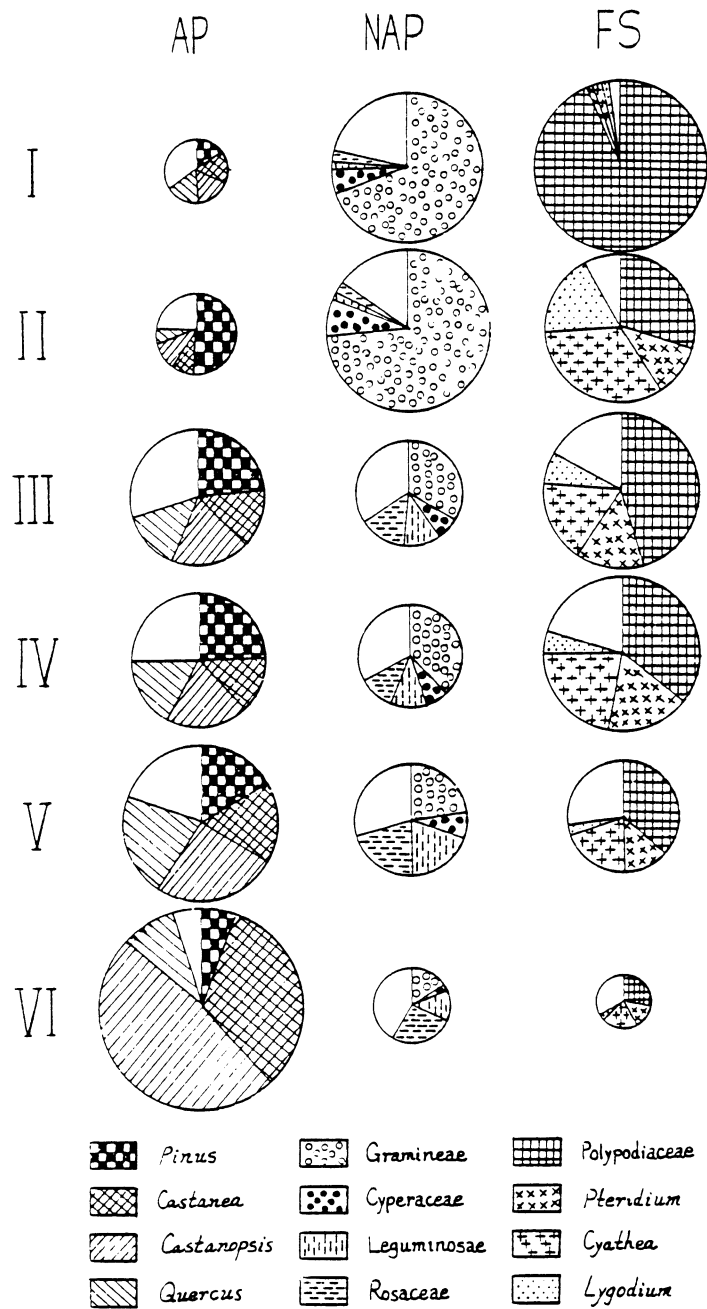 AP NAP FS
I
II
III
IV
V
VI
Pinus Gramineae Polypodiaceae
Castanea Cyperaceae Pteridium
Castanopsis Leguminosae Cyathea
Quercus Rosaceae Lygodium